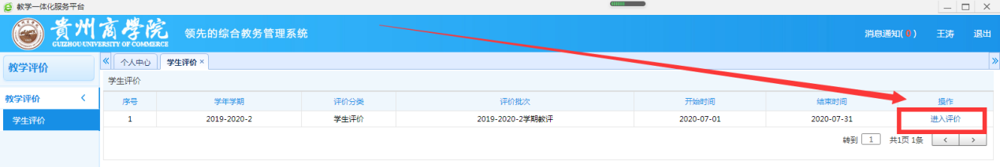 教学一体化服务平台
貴州商學院
GUIZHOU UNIVERSITY OF COMMERCE
领先的综合教务管理系统
消息通知(0) 王涛 退出
教学评价
个人中心 学生评价 ×
学生评价
教学评价
学生评价
序号 学年学期 评价分类 评价批次 开始时间 结束时间 操作
1 2019-2020-2 学生评价 2019-2020-2学期教评 2020-07-01 2020-07-31 进入评价
转到 1 共1页 1条